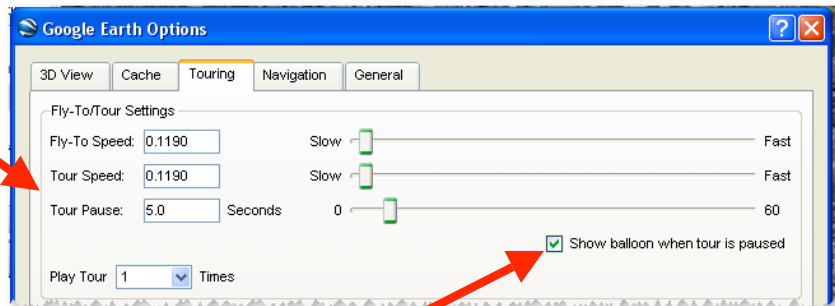 Google Earth Options
3D View Cache Touring Navigation General
Fly-To/Tour Settings
Fly-To Speed: 0.1190 Slow Fast
Tour Speed: 0.1190 Slow Fast
Tour Pause: 5.0 Seconds 0 60
Show balloon when tour is paused
Play Tour 1 Times